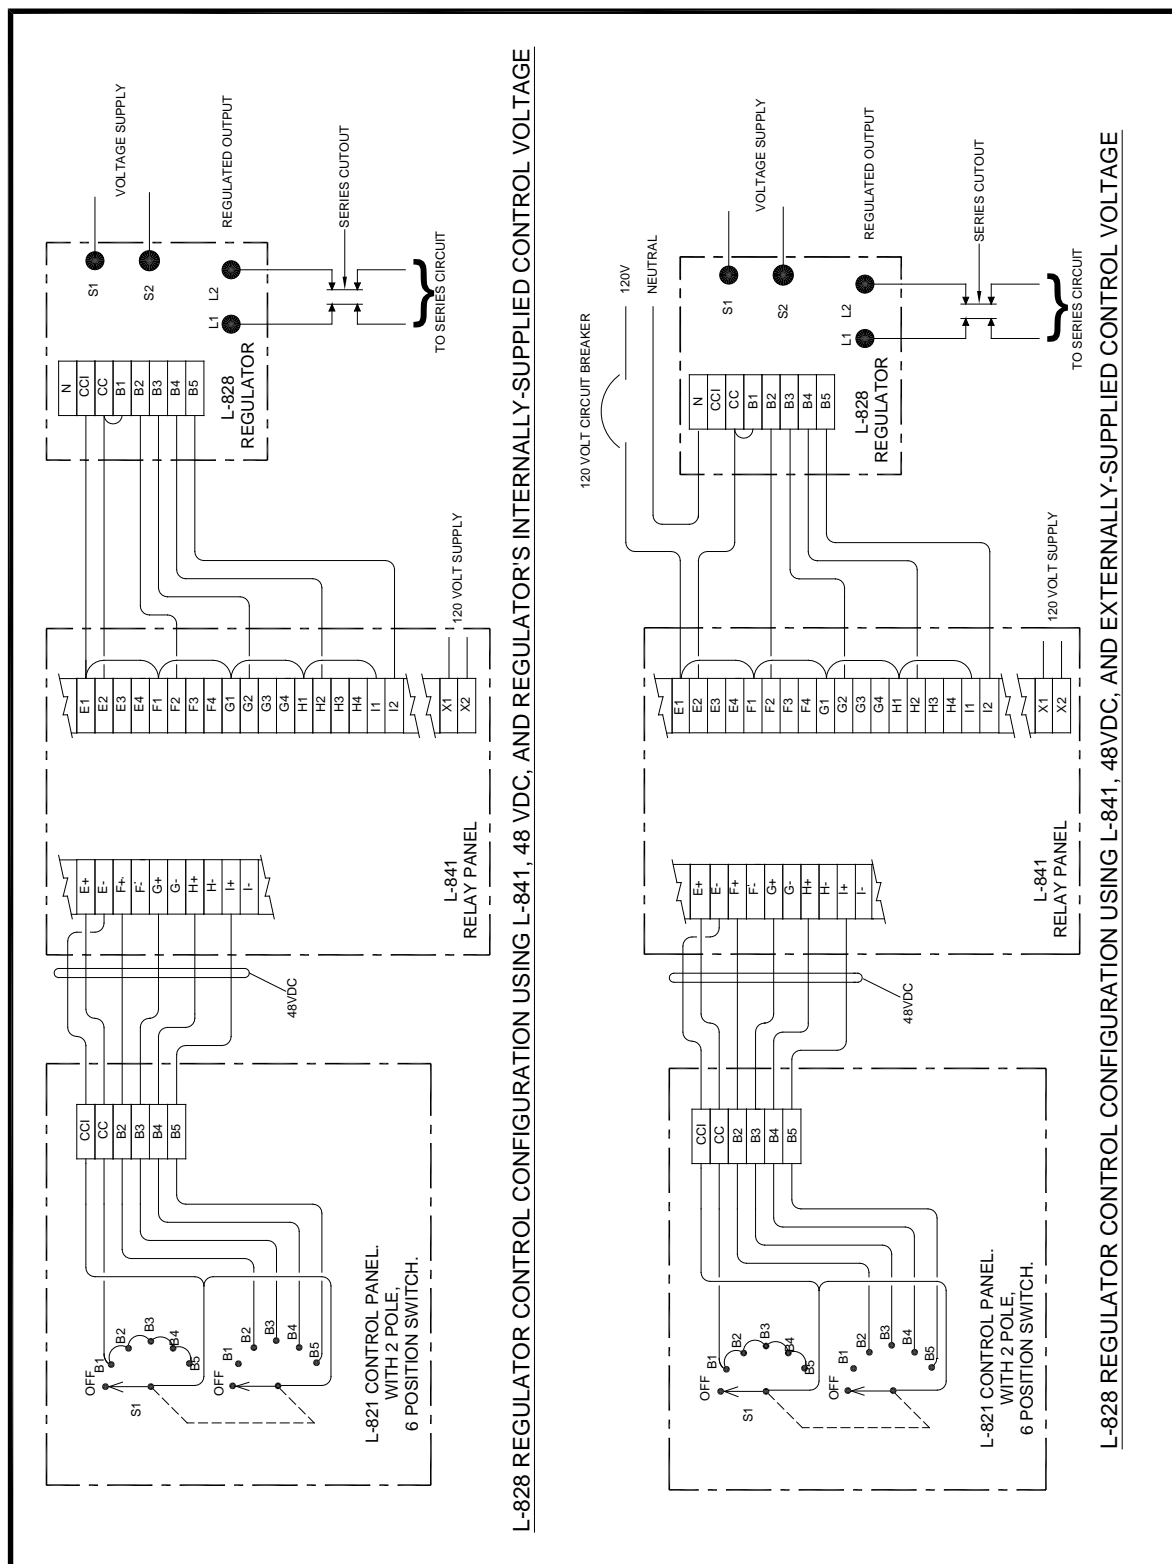 L-821 CONTROL PANEL.
WITH 2 POLE,
6 POSITION SWITCH.
OFF
B1
B2
B3
B4
B5
S1
OFF
B1
B2
B3
B4
B5
CCI
CC
B2
B3
B4
B5
48VDC
E+
E-
F+
F-
G+
G-
H+
H-
I+
I-
L-841
RELAY PANEL
E1
E2
E3
E4
F1
F2
F3
F4
G1
G2
G3
G4
H1
H2
H3
H4
I1
I2
X1
X2
120 VOLT SUPPLY
N
CCI
CC
B1
B2
B3
B4
B5
L-828
REGULATOR
S1
S2
VOLTAGE SUPPLY
L1
L2
REGULATED OUTPUT
SERIES CUTOUT
TO SERIES CIRCUIT
L-828 REGULATOR CONTROL CONFIGURATION USING L-841, 48 VDC, AND REGULATOR'S INTERNALLY-SUPPLIED CONTROL VOLTAGE
L-821 CONTROL PANEL.
WITH 2 POLE,
6 POSITION SWITCH.
OFF
B1
B2
B3
B4
B5
S1
OFF
B1
B2
B3
B4
B5
CCI
CC
B2
B3
B4
B5
48VDC
E+
E-
F+
F-
G+
G-
H+
H-
I+
I-
L-841
RELAY PANEL
E1
E2
E3
E4
F1
F2
F3
F4
G1
G2
G3
G4
H1
H2
H3
H4
I1
I2
X1
X2
120 VOLT SUPPLY
120 VOLT CIRCUIT BREAKER
120V
NEUTRAL
N
CCI
CC
B1
B2
B3
B4
B5
L-828
REGULATOR
S1
S2
VOLTAGE SUPPLY
L1
L2
REGULATED OUTPUT
SERIES CUTOUT
TO SERIES CIRCUIT
L-828 REGULATOR CONTROL CONFIGURATION USING L-841, 48VDC, AND EXTERNALLY-SUPPLIED CONTROL VOLTAGE